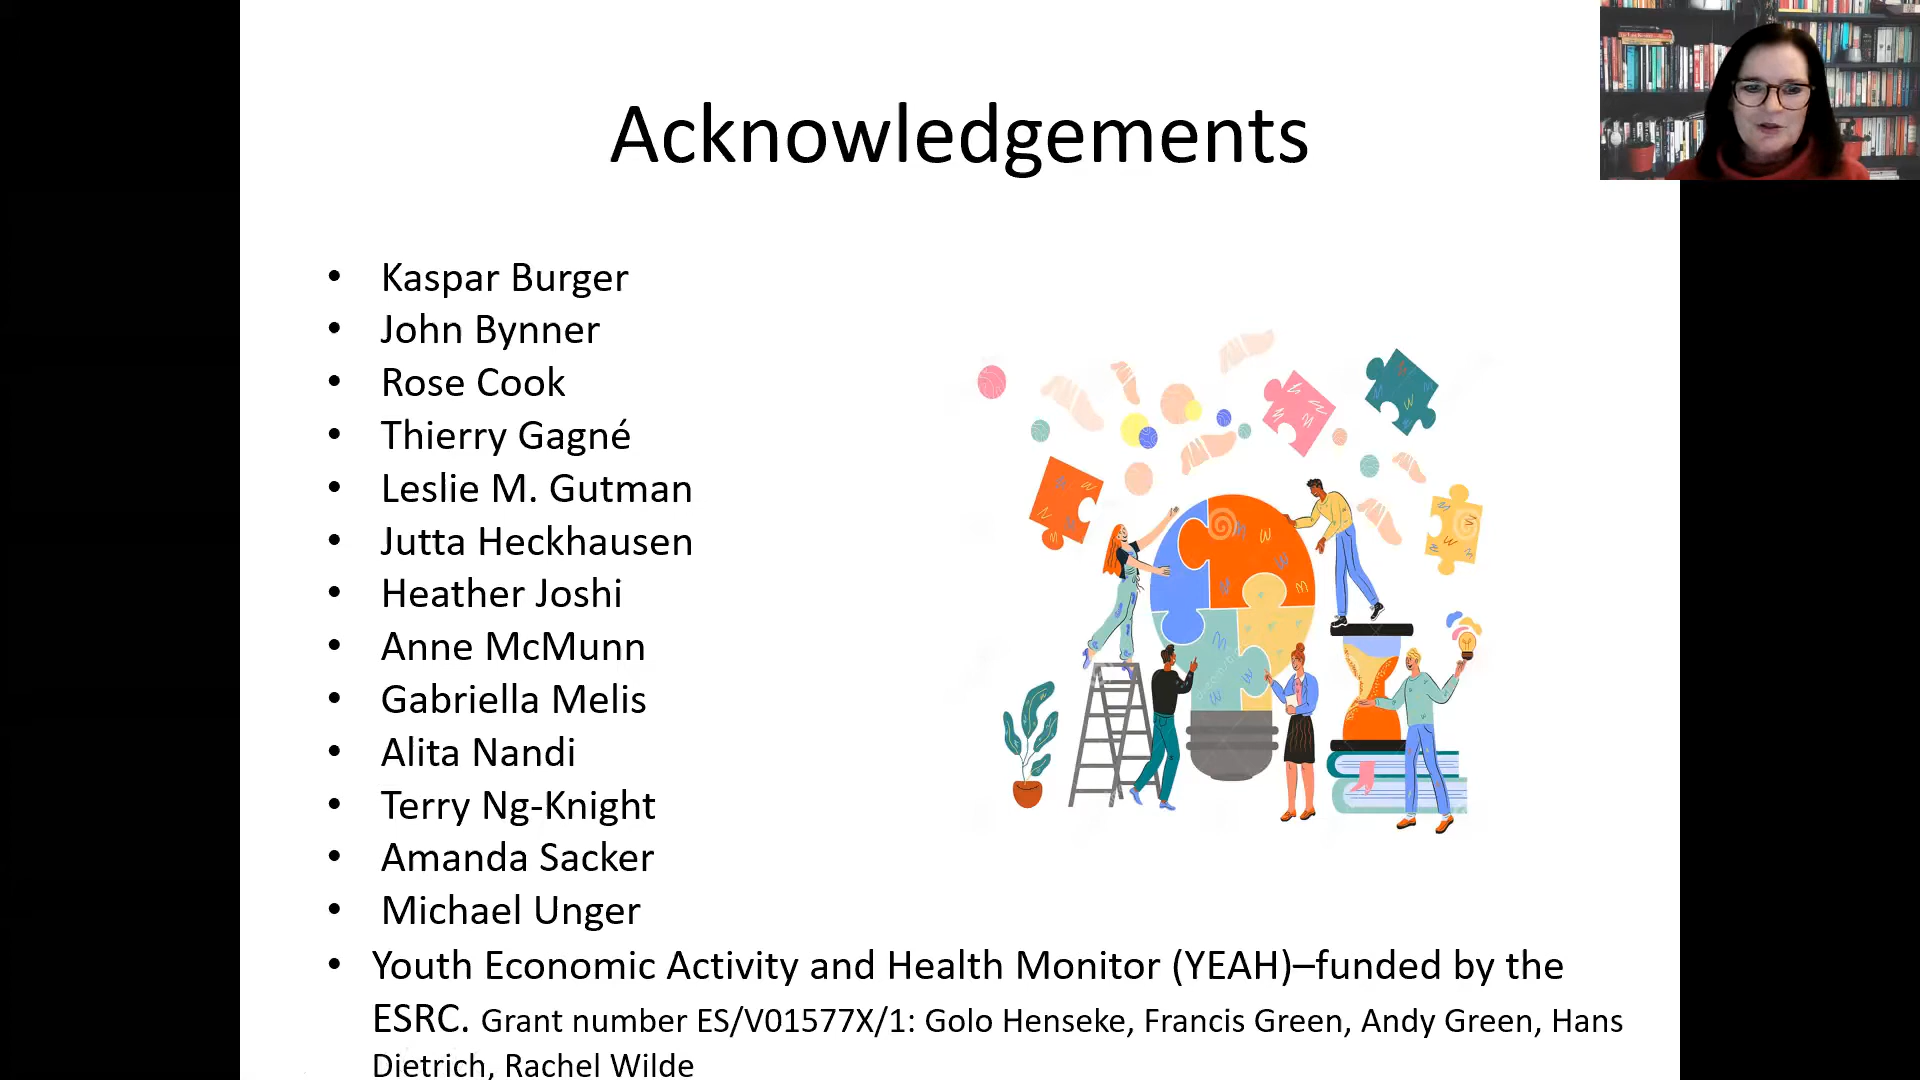 Acknowledgements
• Kaspar Burger
• John Bynner
• Rose Cook
• Thierry Gagné
• Leslie M. Gutman
• Jutta Heckhausen
• Heather Joshi
• Anne McMunn
• Gabriella Melis
• Alita Nandi
• Terry Ng-Knight
• Amanda Sacker
• Michael Unger
• Youth Economic Activity and Health Monitor (YEAH)–funded by the
ESRC. Grant number ES/V01577X/1: Golo Henseke, Francis Green, Andy Green, Hans
Dietrich, Rachel Wilde